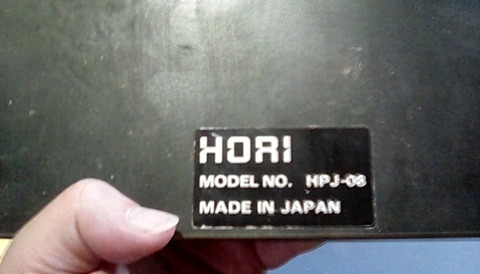 HORI
MODEL NO. HPJ-08
MADE IN JAPAN